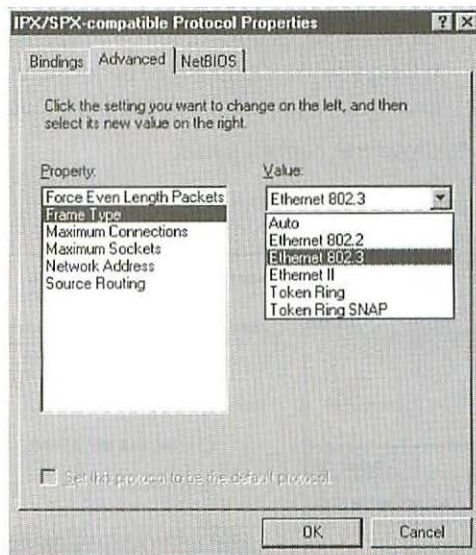 IPX/SPX-compatible Protocol Properties
Bindings
Advanced
NetBIOS
Click the setting you want to change on the left, and then
select its new value on the right.
Property:
Force Even Length Packets
Frame Type
Maximum Connections
Maximum Sockets
Network Address
Source Routing
Value:
Ethernet 802.3
Auto
Ethernet 802.2
Ethernet 802.3
Ethernet II
Token Ring
Token Ring SNAP
Set this protocol to be the default protocol.
OK
Cancel